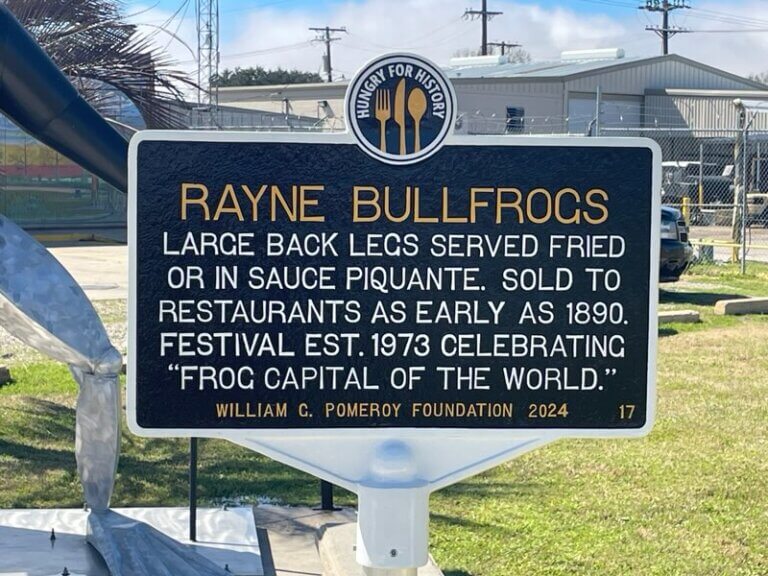 HUNGRY FOR HISTORY
RAYNE BULLFROGS
LARGE BACK LEGS SERVED FRIED
OR IN SAUCE PIQUANTE. SOLD TO
RESTAURANTS AS EARLY AS 1890.
FESTIVAL EST. 1973 CELEBRATING
"FROG CAPITAL OF THE WORLD."
WILLIAM G. POMEROY FOUNDATION 2024 17